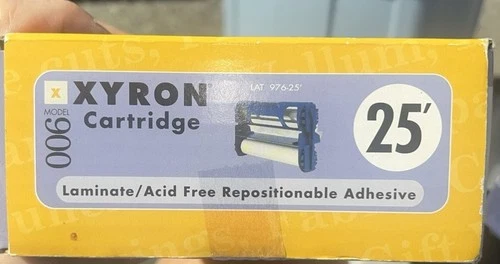 X XYRON
LAT 976-25'
MODEL
900
Cartridge
25'
Laminate/Acid Free Repositionable Adhesive